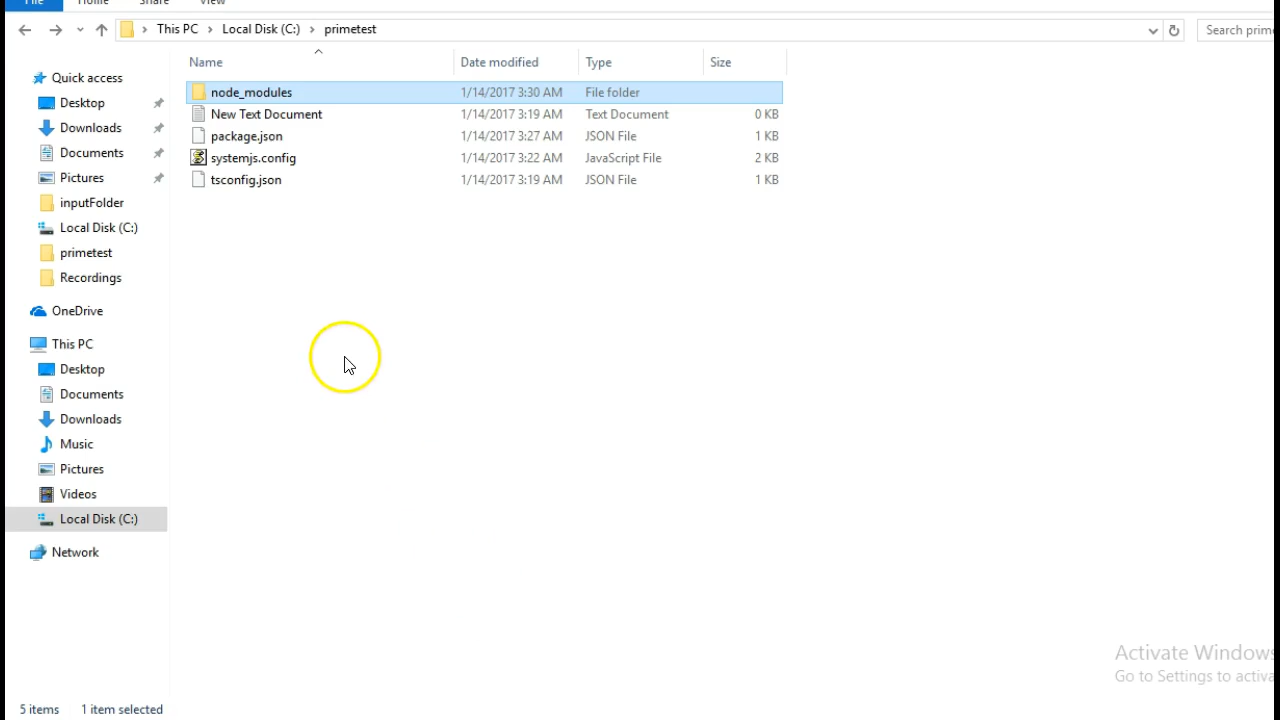 File Home Share View
This PC Local Disk (C:) primetest
Search prime
Name Date modified Type Size
Quick access
Desktop
Downloads
Documents
Pictures
inputFolder
Local Disk (C:)
primetest
Recordings
OneDrive
This PC
Desktop
Documents
Downloads
Music
Pictures
Videos
Local Disk (C:)
Network
node_modules 1/14/2017 3:30 AM File folder
New Text Document 1/14/2017 3:19 AM Text Document 0 KB
package.json 1/14/2017 3:27 AM JSON File 1 KB
systemjs.config 1/14/2017 3:22 AM JavaScript File 2 KB
tsconfig.json 1/14/2017 3:19 AM JSON File 1 KB
Activate Windows
Go to Settings to activa
5 items 1 item selected